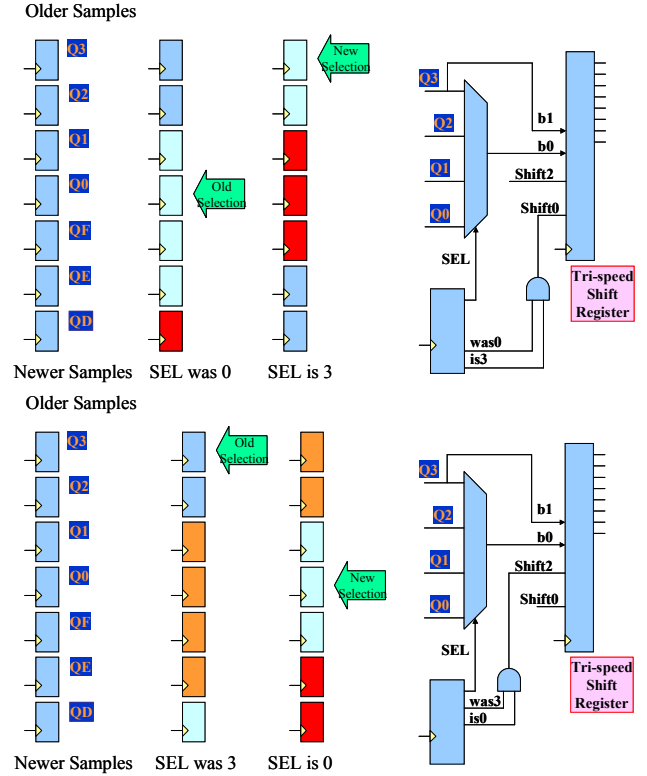 Older Samples
Q3
Q2
Q1
Q0
QF
QE
QD
New
Selection
Old
Selection
Newer Samples
SEL was 0
SEL is 3
Q3
Q2
Q1
Q0
b1
b0
Shift2
Shift0
SEL
was0
is3
Tri-speed
Shift
Register
Older Samples
Q3
Q2
Q1
Q0
QF
QE
QD
Old
Selection
New
Selection
Newer Samples
SEL was 3
SEL is 0
Q3
Q2
Q1
Q0
b1
b0
Shift2
Shift0
SEL
was3
is0
Tri-speed
Shift
Register